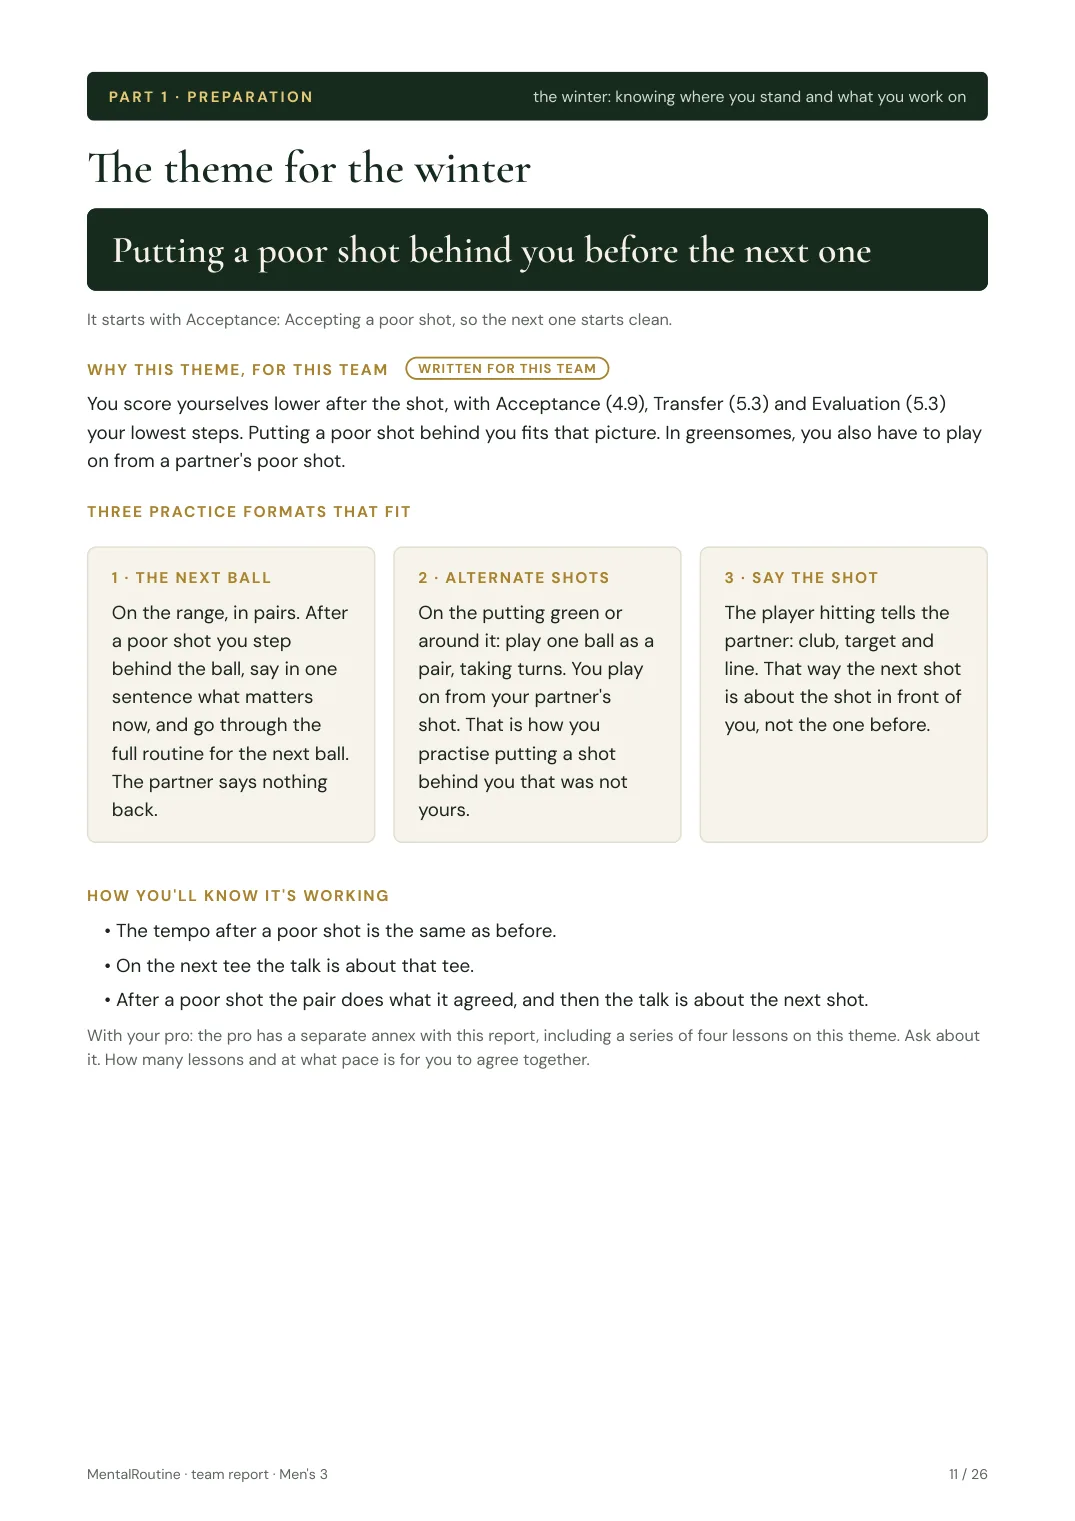 PART 1 · PREPARATION
the winter: knowing where you stand and what you work on
The theme for the winter
Putting a poor shot behind you before the next one
It starts with Acceptance: Accepting a poor shot, so the next one starts clean.
WHY THIS THEME, FOR THIS TEAM
WRITTEN FOR THIS TEAM
You score yourselves lower after the shot, with Acceptance (4.9), Transfer (5.3) and Evaluation (5.3)
your lowest steps. Putting a poor shot behind you fits that picture. In greensomes, you also have to play
on from a partner's poor shot.
THREE PRACTICE FORMATS THAT FIT
1 · THE NEXT BALL
On the range, in pairs. After
a poor shot you step
behind the ball, say in one
sentence what matters
now, and go through the
full routine for the next ball.
The partner says nothing
back.
2 · ALTERNATE SHOTS
On the putting green or
around it: play one ball as a
pair, taking turns. You play
on from your partner's
shot. That is how you
practise putting a shot
behind you that was not
yours.
3 · SAY THE SHOT
The player hitting tells the
partner: club, target and
line. That way the next shot
is about the shot in front of
you, not the one before.
HOW YOU'LL KNOW IT'S WORKING
• The tempo after a poor shot is the same as before.
• On the next tee the talk is about that tee.
• After a poor shot the pair does what it agreed, and then the talk is about the next shot.
With your pro: the pro has a separate annex with this report, including a series of four lessons on this theme. Ask about
it. How many lessons and at what pace is for you to agree together.
MentalRoutine · team report · Men's 3
11 / 26